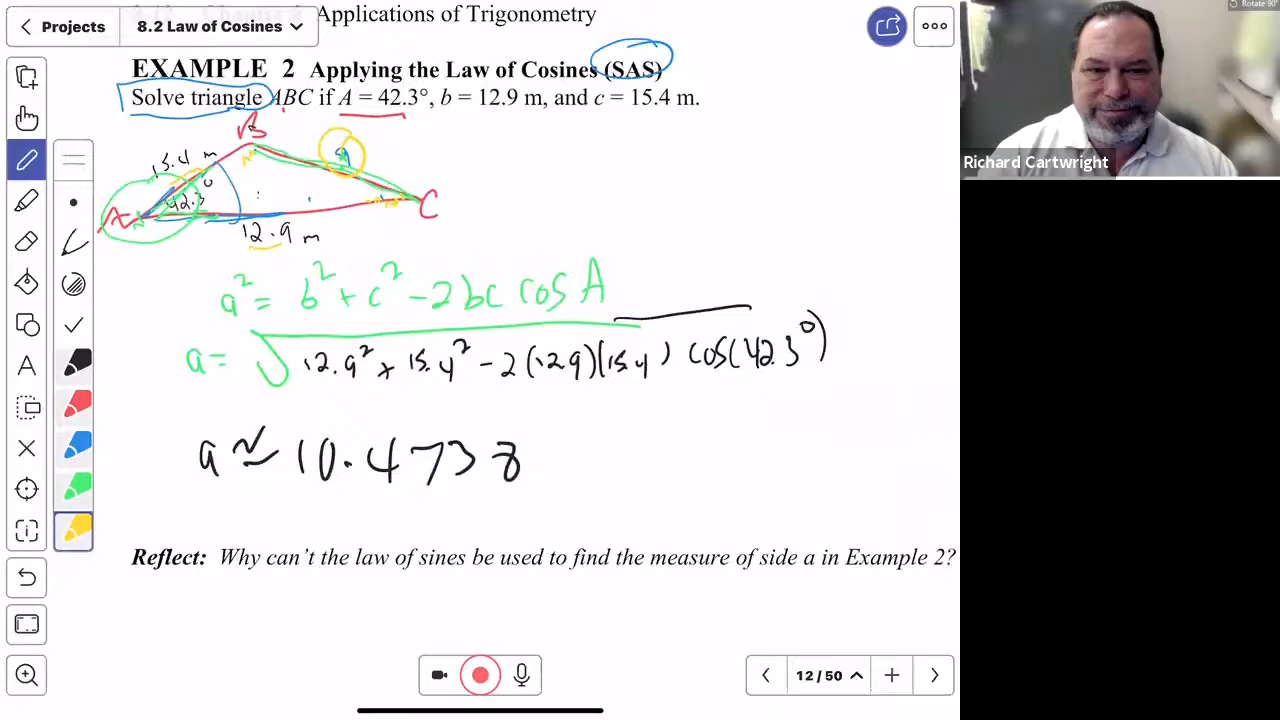 Applications of Trigonometry
Projects
8.2 Law of Cosines
Rotate 90°
EXAMPLE 2 Applying the Law of Cosines (SAS)
Solve triangle ABC if A = 42.3°, b = 12.9 m, and c = 15.4 m.
B
15.4 m
a
42.3°
A
C
12.9 m
Richard Cartwright
a² = b² + c² - 2bc cos A
a = √12.9² + 15.4² - 2(12.9)(15.4) cos(42.3°)
a ≈ 10.4738
Reflect: Why can't the law of sines be used to find the measure of side a in Example 2?
12/50